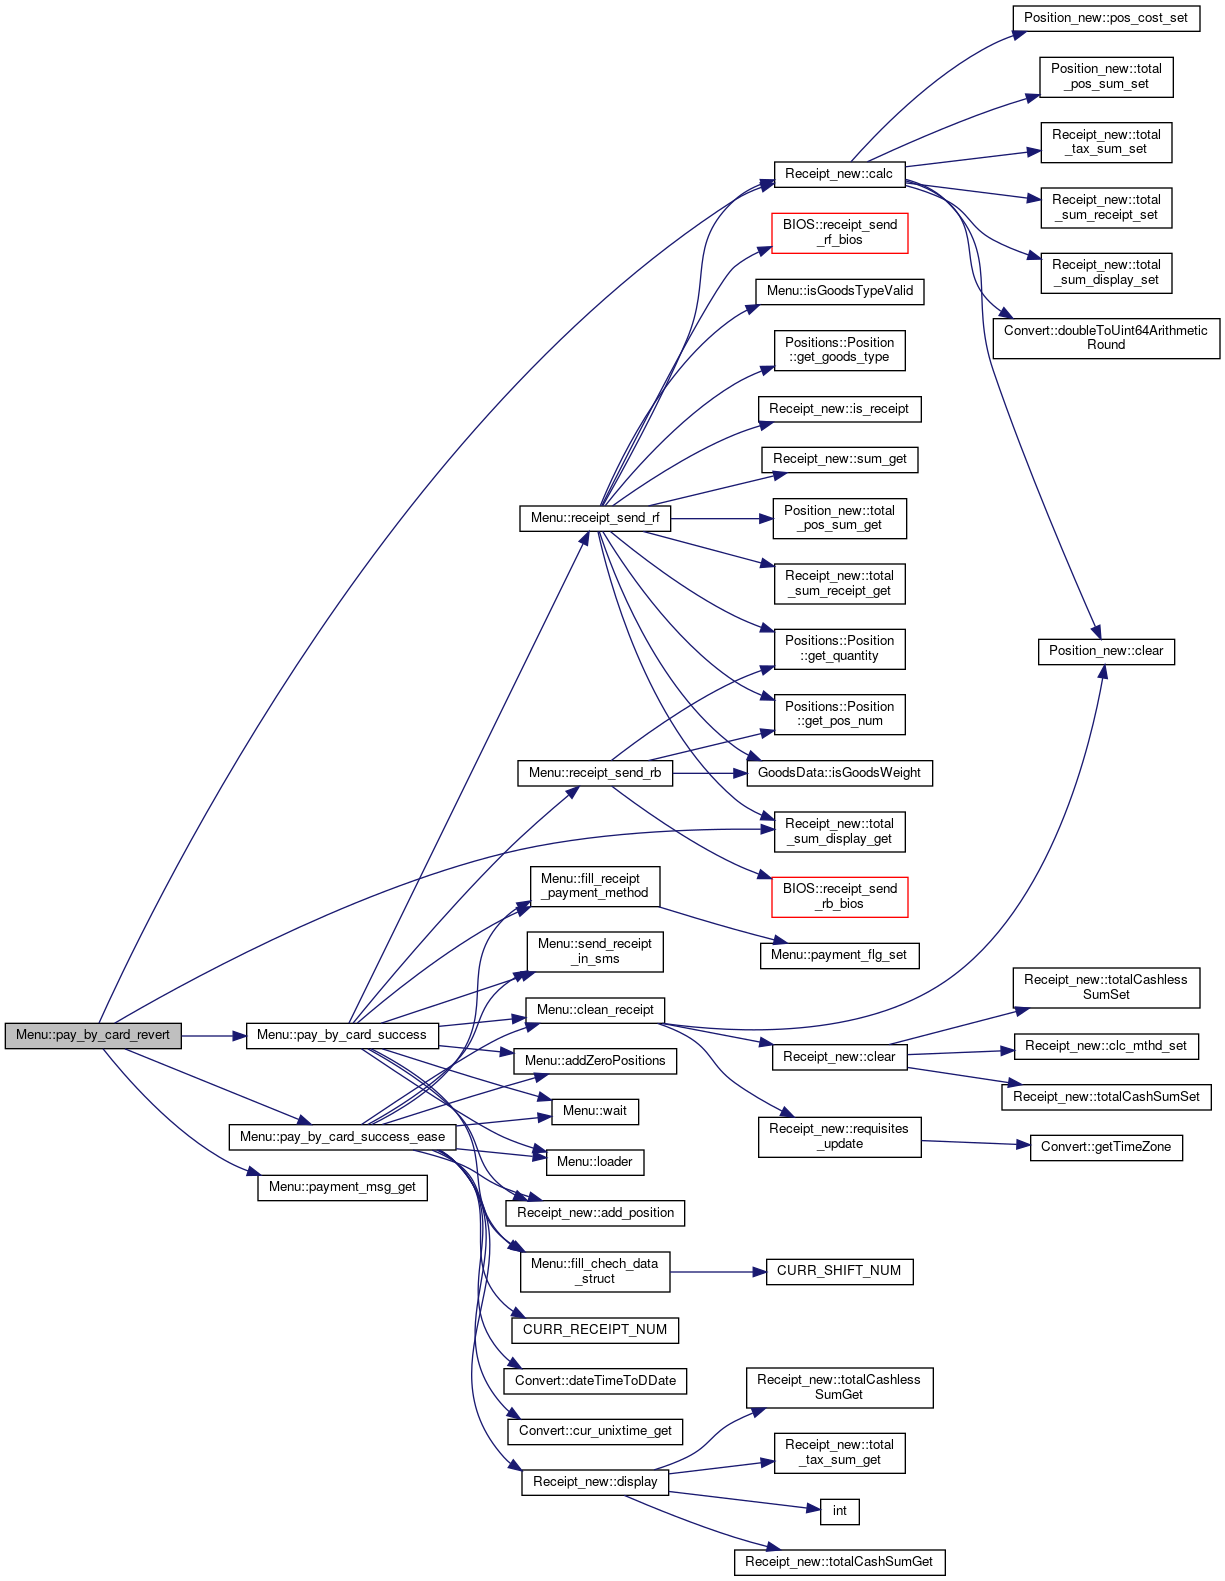 Position_new::pos_cost_set
Position_new::total
_pos_sum_set
Receipt_new::total
_tax_sum_set
Receipt_new::calc
Receipt_new::total
_sum_receipt_set
BIOS::receipt_send
_rf_bios
Receipt_new::total
_sum_display_set
Menu::isGoodsTypeValid
Convert::doubleToUint64Arithmetic
Round
Positions::Position
::get_goods_type
Receipt_new::is_receipt
Receipt_new::sum_get
Menu::receipt_send_rf
Position_new::total
_pos_sum_get
Receipt_new::total
_sum_receipt_get
Positions::Position
::get_quantity
Position_new::clear
Positions::Position
::get_pos_num
Menu::receipt_send_rb
GoodsData::isGoodsWeight
Receipt_new::total
_sum_display_get
Menu::fill_receipt
_payment_method
BIOS::receipt_send
_rb_bios
Menu::send_receipt
_in_sms
Menu::payment_flg_set
Receipt_new::totalCashless
SumSet
Menu::clean_receipt
Menu::pay_by_card_revert
Menu::pay_by_card_success
Receipt_new::clc_mthd_set
Menu::addZeroPositions
Receipt_new::clear
Receipt_new::totalCashSumSet
Menu::wait
Menu::pay_by_card_success_ease
Receipt_new::requisites
_update
Convert::getTimeZone
Menu::loader
Menu::payment_msg_get
Receipt_new::add_position
Menu::fill_chech_data
_struct
CURR_SHIFT_NUM
CURR_RECEIPT_NUM
Convert::dateTimeToDDate
Receipt_new::totalCashless
SumGet
Convert::cur_unixtime_get
Receipt_new::total
_tax_sum_get
Receipt_new::display
int
Receipt_new::totalCashSumGet